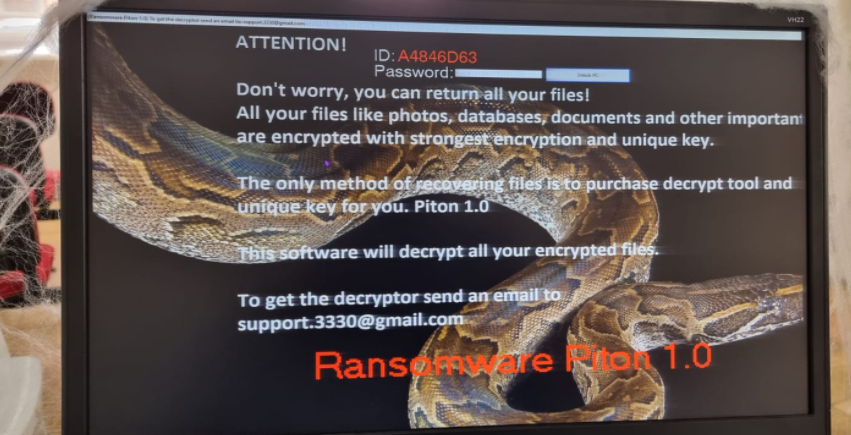 Ransomware Piton 1.0) To get the decryptor send an email to: support.3330@gmail.com
VH22
ATTENTION!
ID: A4846D63
Password:
Unlock PC
Don't worry, you can return all your files!
All your files like photos, databases, documents and other important
are encrypted with strongest encryption and unique key.
The only method of recovering files is to purchase decrypt tool and
unique key for you. Piton 1.0
This software will decrypt all your encrypted files.
To get the decryptor send an email to
support.3330@gmail.com
Ransomware Piton 1.0